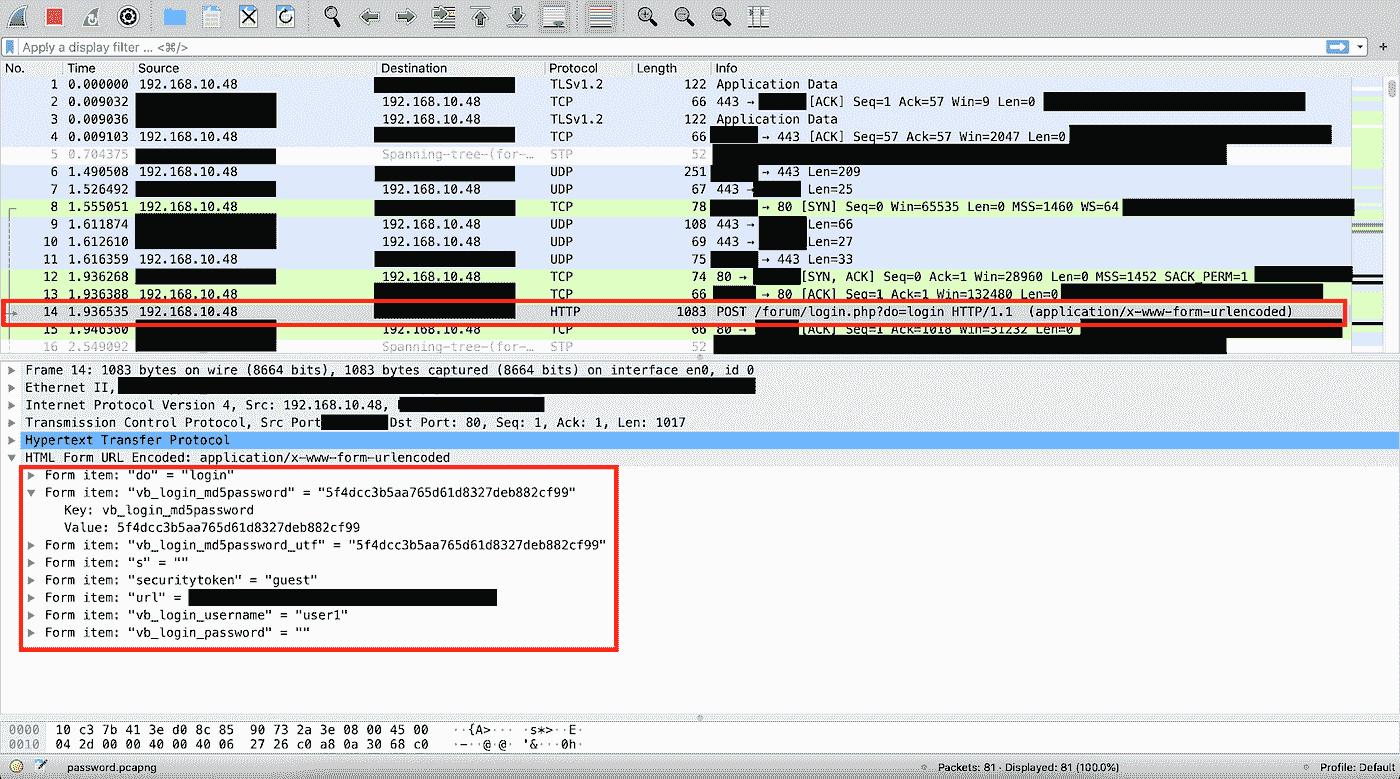 Apply a display filter ... <⌘/>
+
No. Time Source Destination Protocol Length Info
1 0.000000 192.168.10.48 TLSv1.2 122 Application Data
2 0.009032 192.168.10.48 TCP 66 443 → [ACK] Seq=1 Ack=57 Win=9 Len=0
3 0.009036 192.168.10.48 TLSv1.2 122 Application Data
4 0.009103 192.168.10.48 TCP 66 → 443 [ACK] Seq=57 Ack=57 Win=2047 Len=0
5 0.704375 Spanning-tree-(for-… STP 52
6 1.490508 192.168.10.48 UDP 251 → 443 Len=209
7 1.526492 192.168.10.48 UDP 67 443 → Len=25
8 1.555051 192.168.10.48 TCP 78 → 80 [SYN] Seq=0 Win=65535 Len=0 MSS=1460 WS=64
9 1.611874 192.168.10.48 UDP 108 443 → Len=66
10 1.612610 192.168.10.48 UDP 69 443 → Len=27
11 1.616359 192.168.10.48 UDP 75 → 443 Len=33
12 1.936268 192.168.10.48 TCP 74 80 → [SYN, ACK] Seq=0 Ack=1 Win=28960 Len=0 MSS=1452 SACK_PERM=1
13 1.936388 192.168.10.48 TCP 66 → 80 [ACK] Seq=1 Ack=1 Win=132480 Len=0
14 1.936535 192.168.10.48 HTTP 1083 POST /forum/login.php?do=login HTTP/1.1 (application/x-www-form-urlencoded)
15 1.946360 192.168.10.48 TCP 66 80 → [ACK] Seq=1 Ack=1018 Win=31232 Len=0
16 2.549092 Spanning-tree-(for-… STP 52
Frame 14: 1083 bytes on wire (8664 bits), 1083 bytes captured (8664 bits) on interface en0, id 0
Ethernet II,
Internet Protocol Version 4, Src: 192.168.10.48,
Transmission Control Protocol, Src Port Dst Port: 80, Seq: 1, Ack: 1, Len: 1017
Hypertext Transfer Protocol
HTML Form URL Encoded: application/x-www-form-urlencoded
Form item: "do" = "login"
Form item: "vb_login_md5password" = "5f4dcc3b5aa765d61d8327deb882cf99"
Key: vb_login_md5password
Value: 5f4dcc3b5aa765d61d8327deb882cf99
Form item: "vb_login_md5password_utf" = "5f4dcc3b5aa765d61d8327deb882cf99"
Form item: "s" = ""
Form item: "securitytoken" = "guest"
Form item: "url" =
Form item: "vb_login_username" = "user1"
Form item: "vb_login_password" = ""
0000 10 c3 7b 41 3e d0 8c 85 90 73 2a 3e 08 00 45 00 ··{A>··· ·s*>··E·
0010 04 2d 00 00 40 00 40 06 27 26 c0 a8 0a 30 68 c0 ·-··@·@· '&···0h·
password.pcapng Packets: 81 · Displayed: 81 (100.0%) Profile: Default